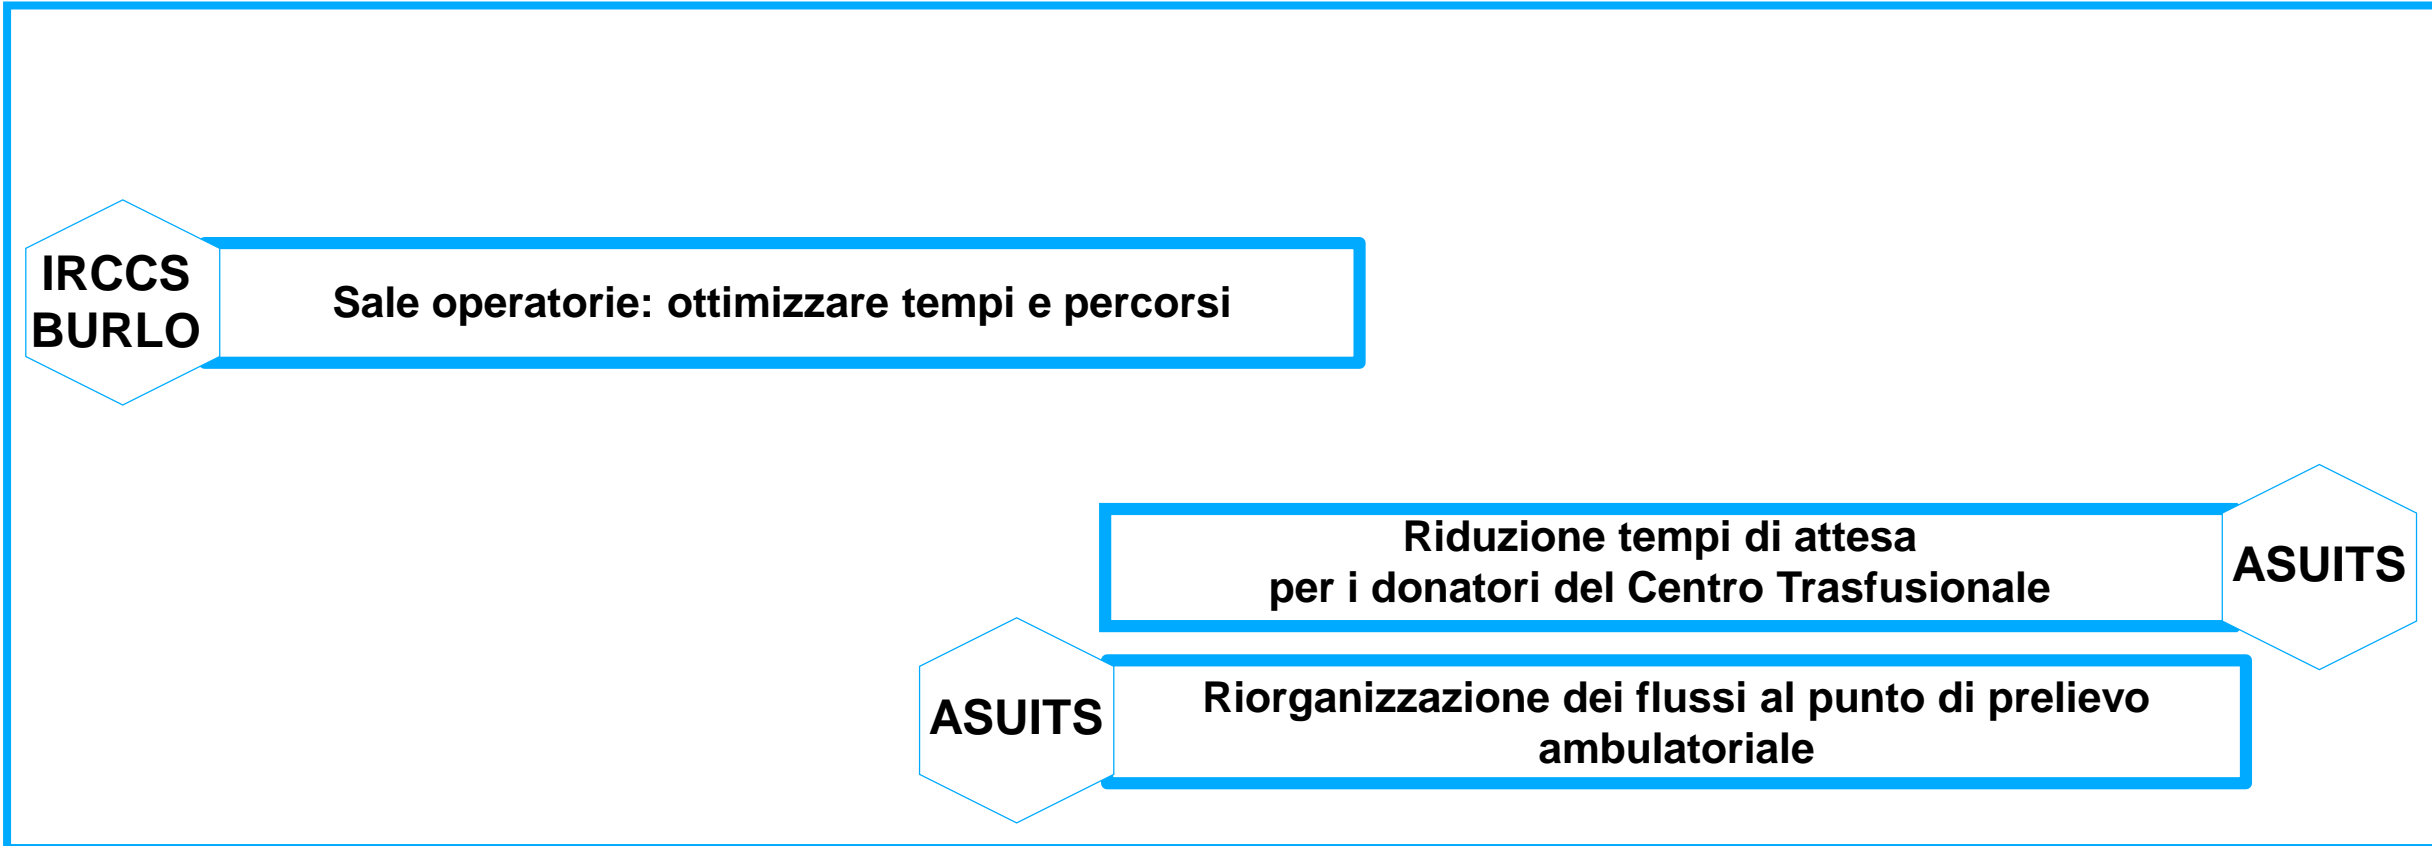 IRCCS
BURLO
Sale operatorie: ottimizzare tempi e percorsi
Riduzione tempi di attesa
per i donatori del Centro Trasfusionale
ASUITS
ASUITS
Riorganizzazione dei flussi al punto di prelievo
ambulatoriale